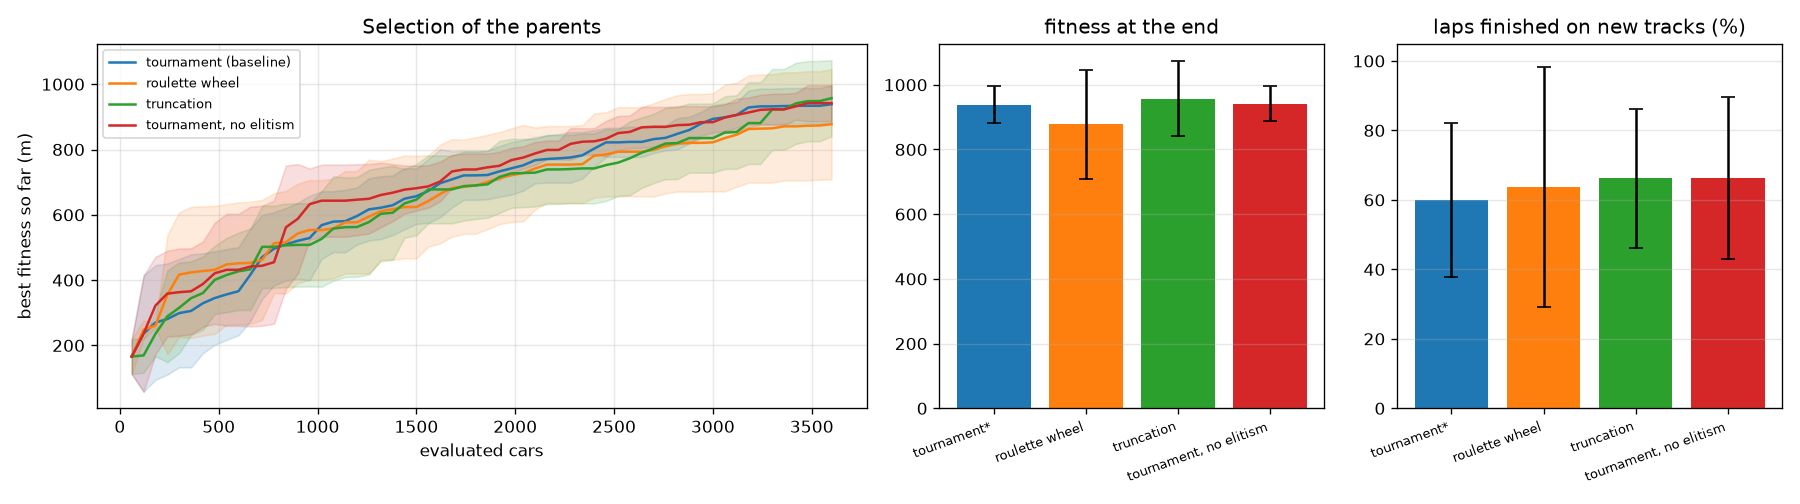 Selection of the parents
best fitness so far (m)
1000
800
600
400
200
tournament (baseline)
roulette wheel
truncation
tournament, no elitism
0
500
1000
1500
2000
2500
3000
3500
evaluated cars
fitness at the end
1000
800
600
400
200
0
tournament*
roulette wheel
truncation
tournament, no elitism
laps finished on new tracks (%)
100
80
60
40
20
0
tournament*
roulette wheel
truncation
tournament, no elitism